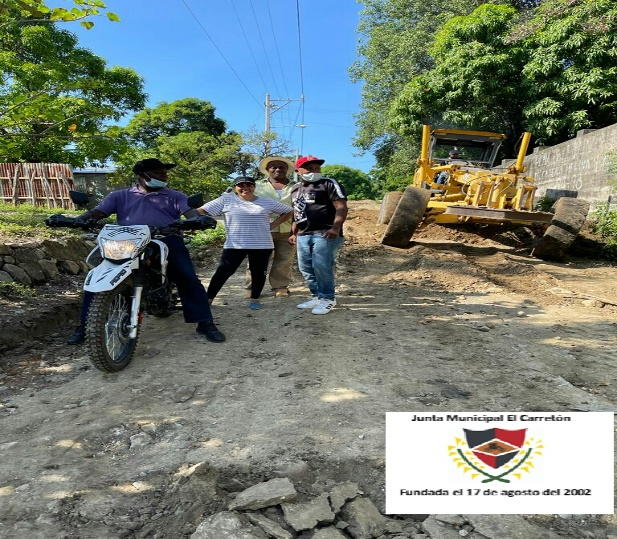 Junta Municipal El Carretón
Fundada el 17 de agosto del 2002